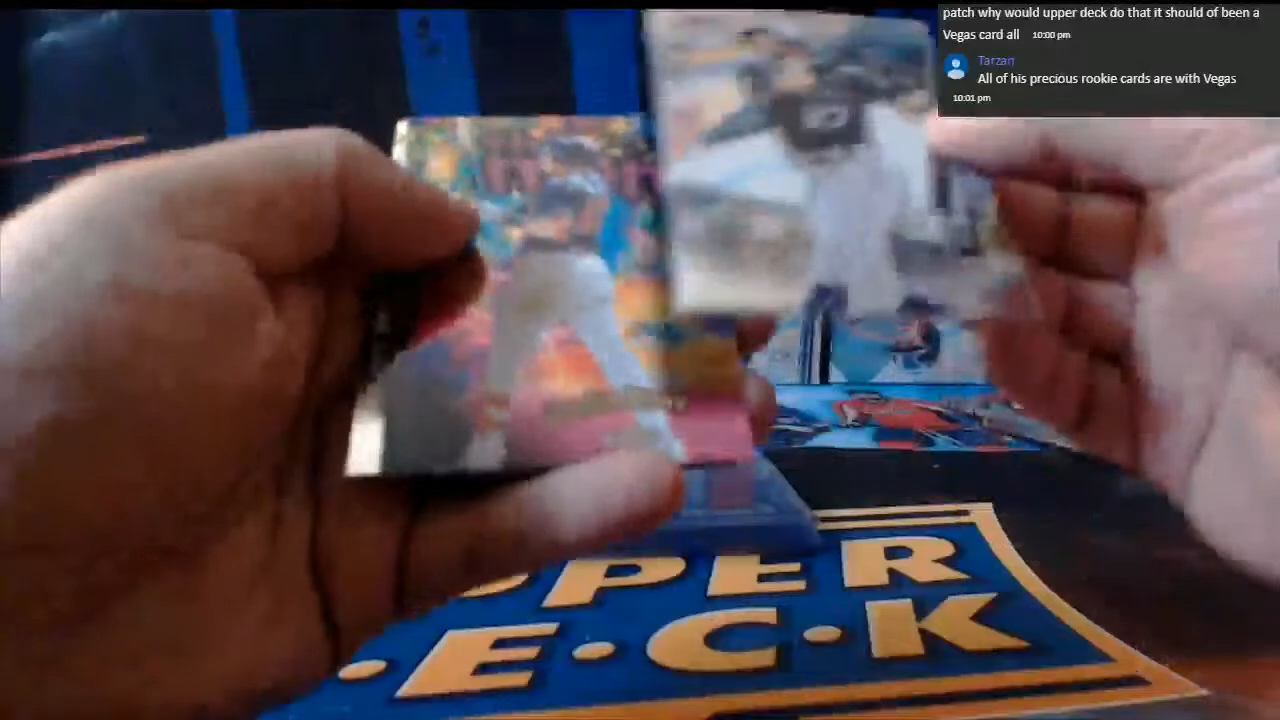 patch why would upper deck do that it should of been a
Vegas card all 10:00 pm
Tarzan
All of his precious rookie cards are with Vegas
10:01 pm
PER
E·C·K